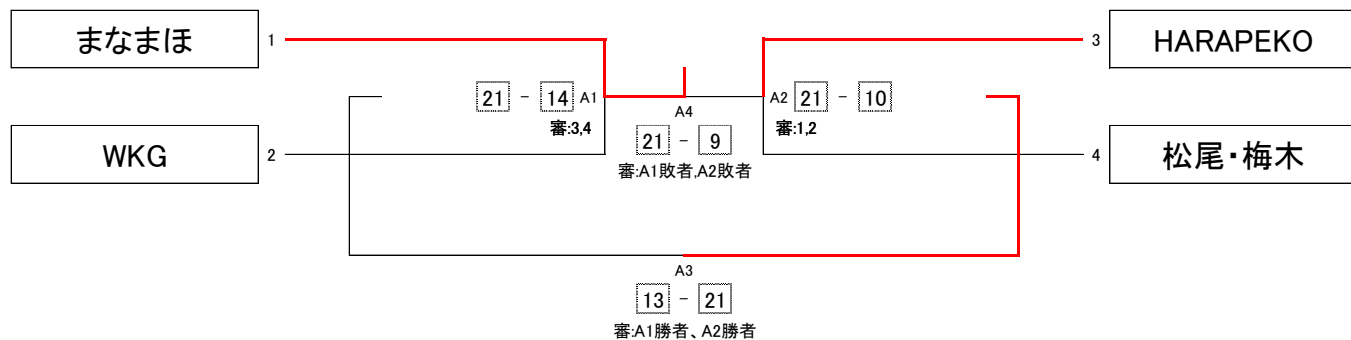 まなまほ
1
3
HARAPEKO
21 - 14 A1
A2 21 - 10
審:3,4
A4
審:1,2
WKG
2
21 - 9
4
松尾・梅木
審:A1敗者,A2敗者
A3
13 - 21
審:A1勝者、A2勝者